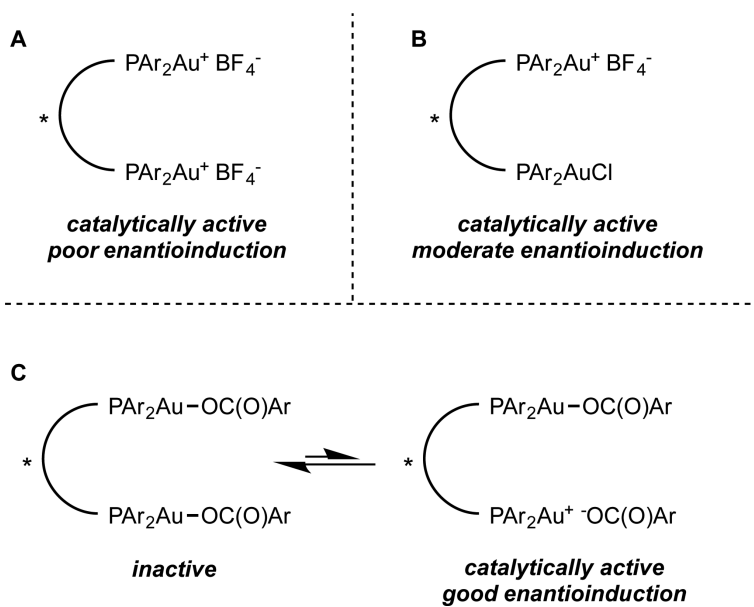 A
PAr₂Au⁺ BF₄⁻
*
PAr₂Au⁺ BF₄⁻
catalytically active
poor enantioinduction
B
PAr₂Au⁺ BF₄⁻
*
PAr₂AuCl
catalytically active
moderate enantioinduction
C
PAr₂Au–OC(O)Ar
*
PAr₂Au–OC(O)Ar
inactive
PAr₂Au–OC(O)Ar
*
PAr₂Au⁺ ⁻OC(O)Ar
catalytically active
good enantioinduction